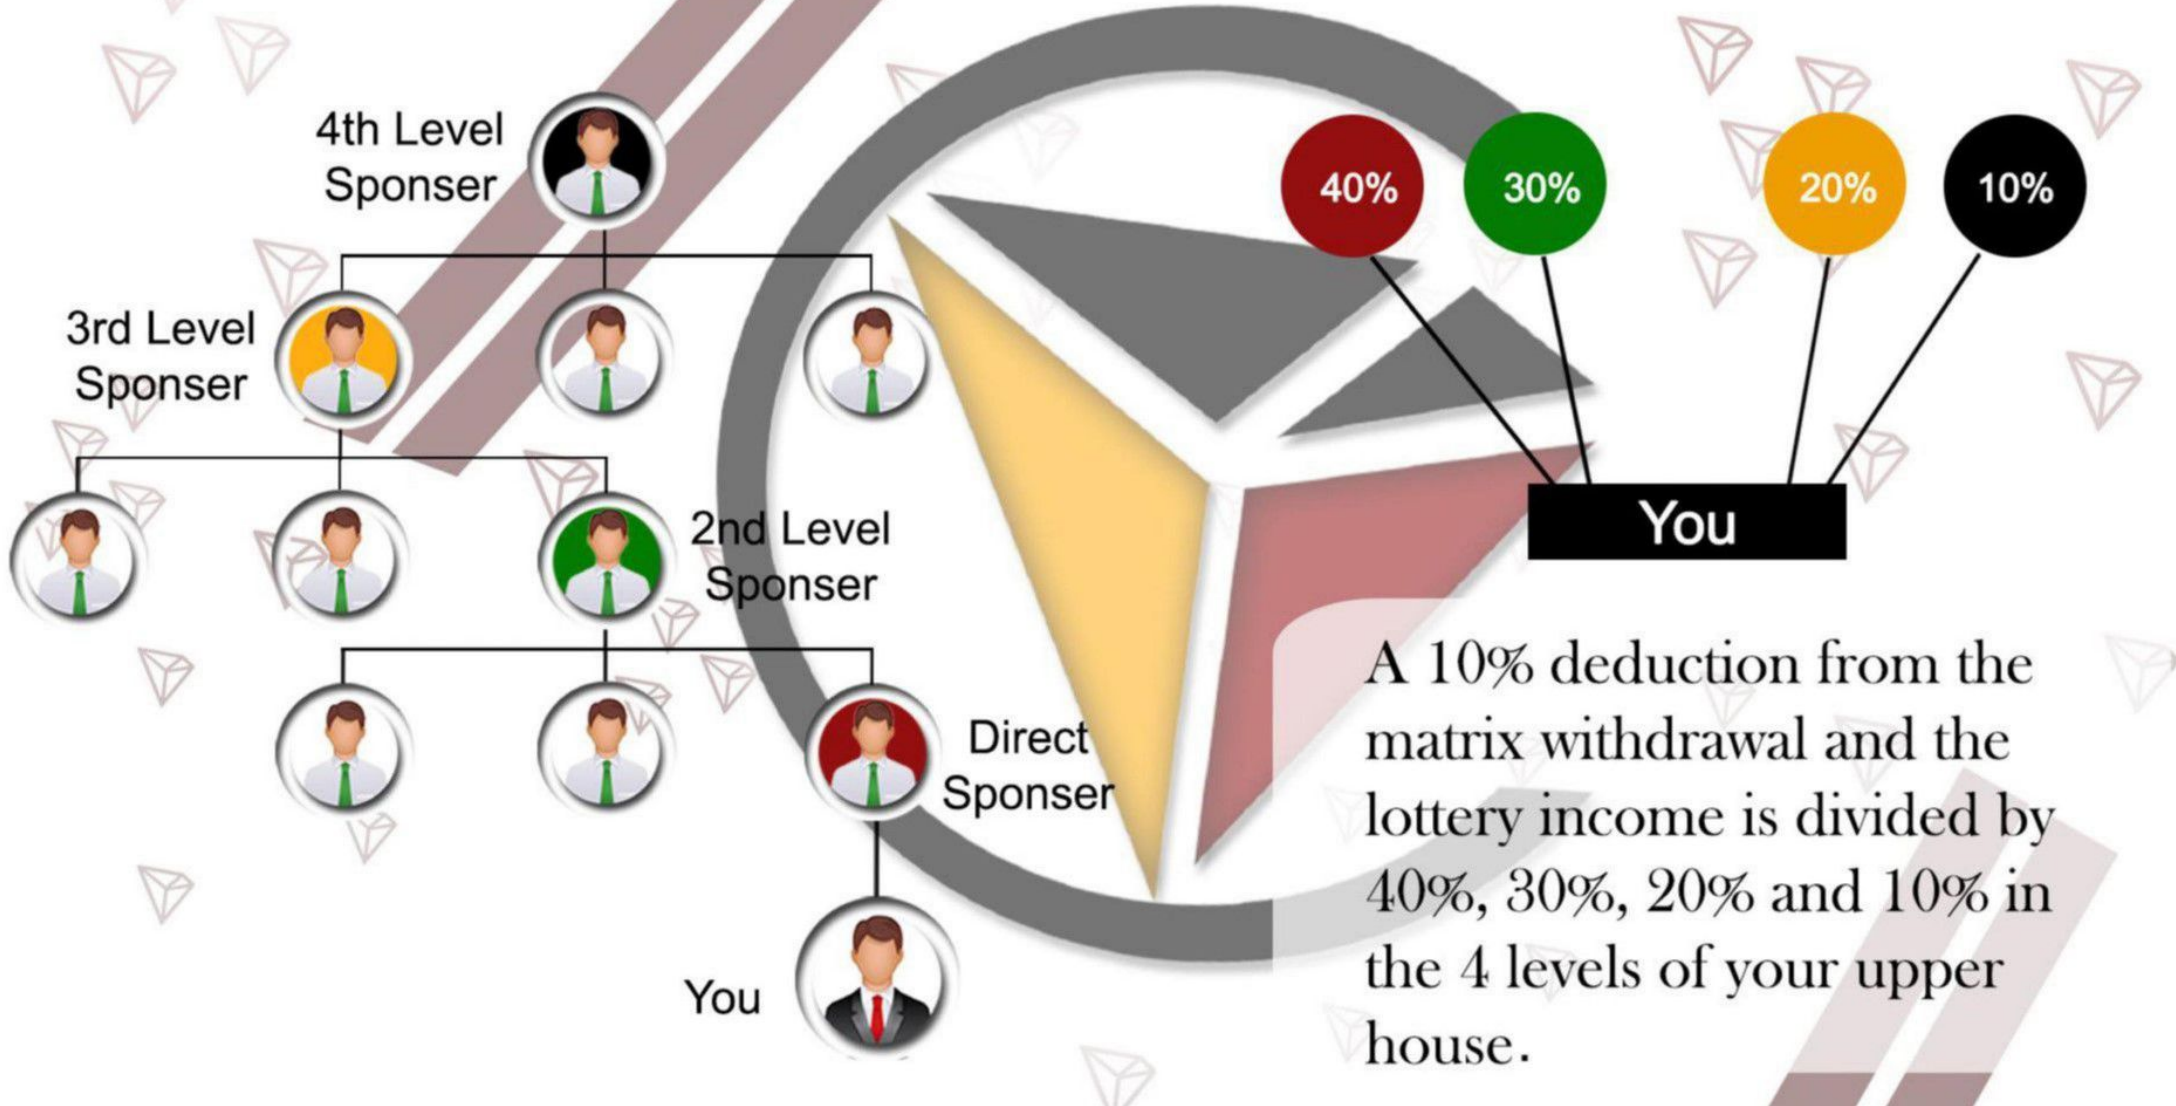 4th Level
Sponser
40%
30%
20%
10%
3rd Level
Sponser
2nd Level
Sponser
You
Direct
Sponser
You
A 10% deduction from the
matrix withdrawal and the
lottery income is divided by
40%, 30%, 20% and 10% in
the 4 levels of your upper
house.